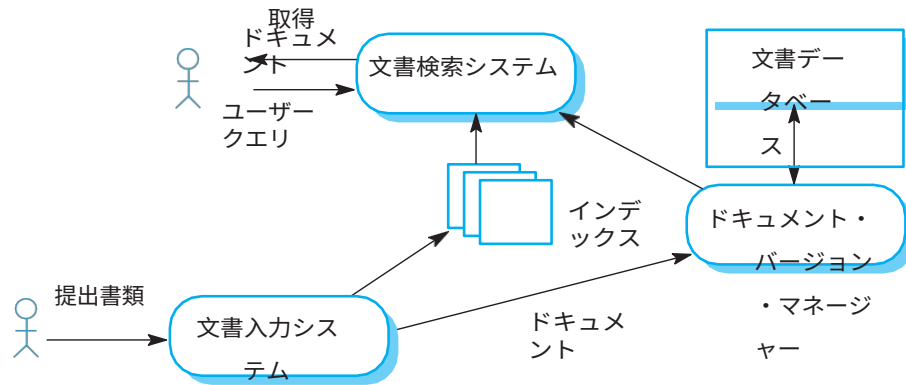 取得
ドキュメ
ント
文書検索システム
ユーザー
クエリ
文書デー
タベー
ス
インデ
ックス
ドキュメント・
バージョン
・マネージ
ャー
提出書類
文書入力シス
テム
ドキュメ
ント